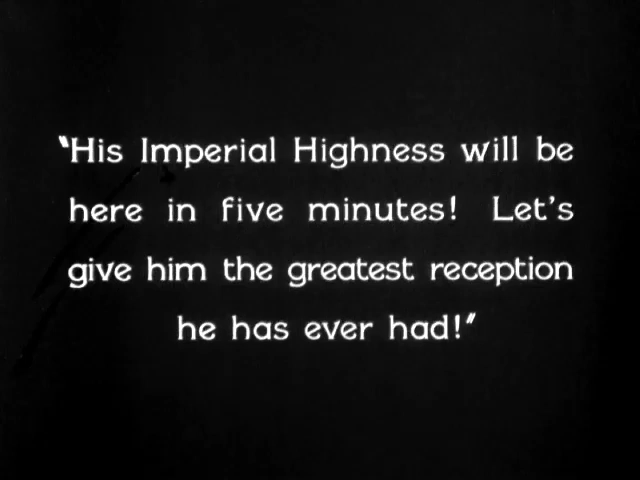 "His Imperial Highness will be
here in five minutes! Let's
give him the greatest reception
he has ever had!"